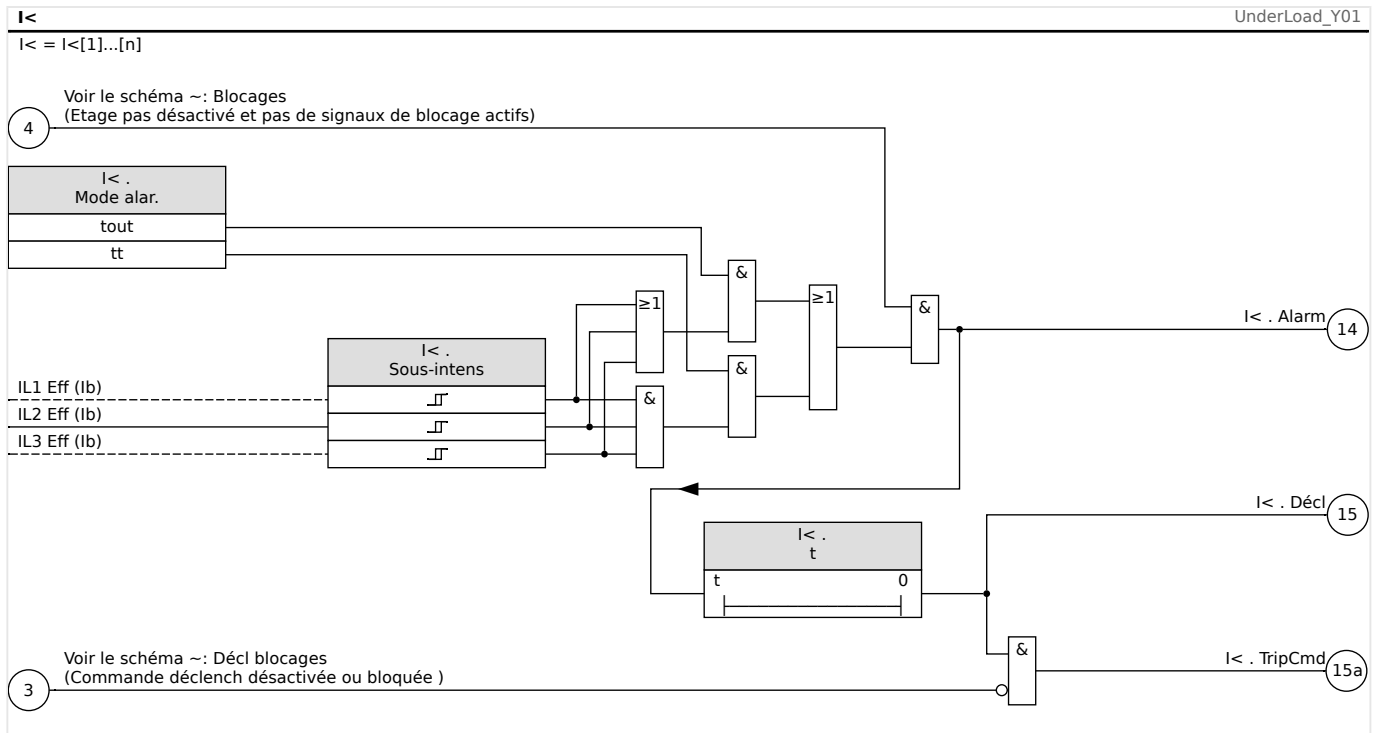 I<
UnderLoad_Y01
I< = I<[1]...[n]
Voir le schéma ~: Blocages
(Etage pas désactivé et pas de signaux de blocage actifs)
4
I< .
Mode alar.
tout
tt
&
≥1
≥1
&
I< . Alarm
14
I< .
Sous-intens
&
IL1 Eff (Ib)
&
IL2 Eff (Ib)
IL3 Eff (Ib)
I< . Décl
15
I< .
t
t 0
Voir le schéma ~: Décl blocages
(Commande déclench désactivée ou bloquée )
3
&
I< . TripCmd
15a